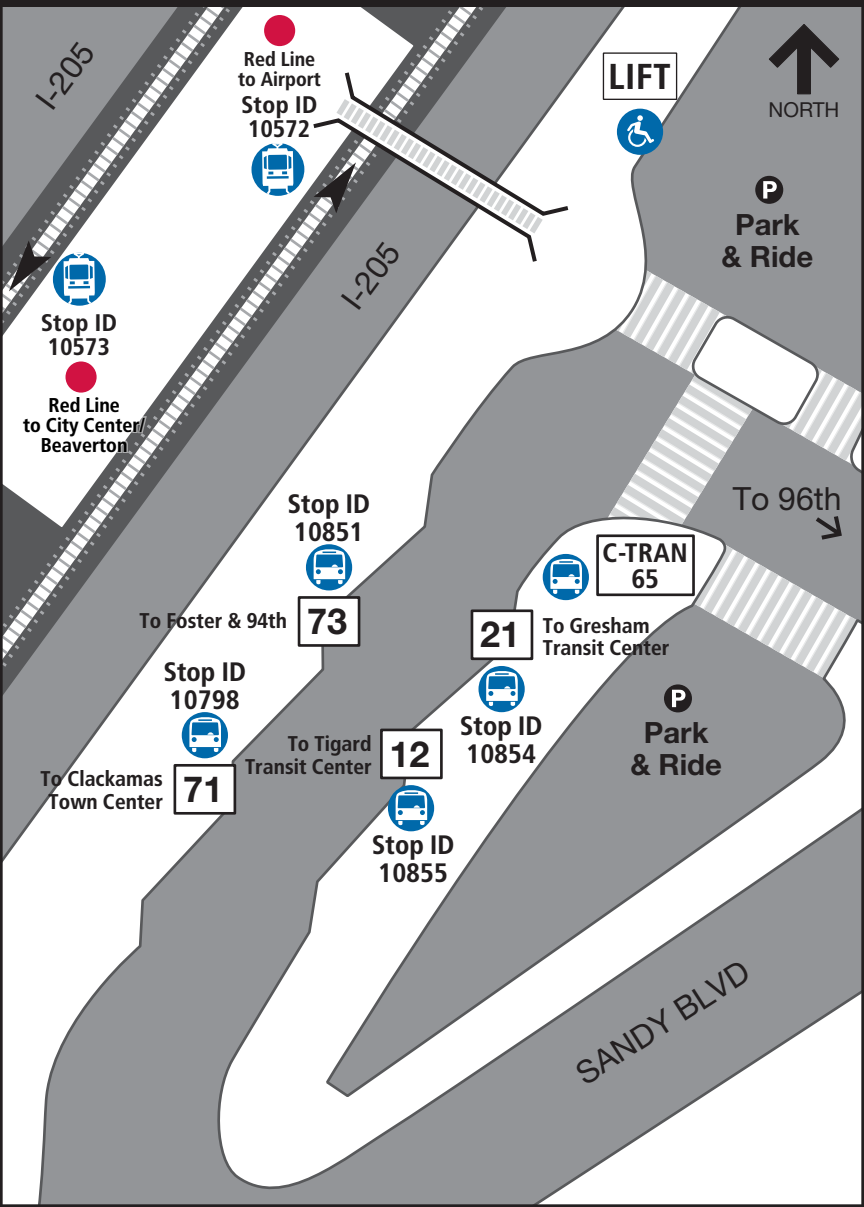 I-205
Red Line
to Airport
Stop ID
10572
LIFT
NORTH
P
Park
& Ride
I-205
Stop ID
10573
Red Line
to City Center/
Beaverton
To 96th
Stop ID
10851
C-TRAN
65
To Foster & 94th
73
21
To Gresham
Transit Center
Stop ID
10798
Stop ID
10854
P
Park
& Ride
To Tigard
Transit Center
12
To Clackamas
Town Center
71
Stop ID
10855
SANDY BLVD